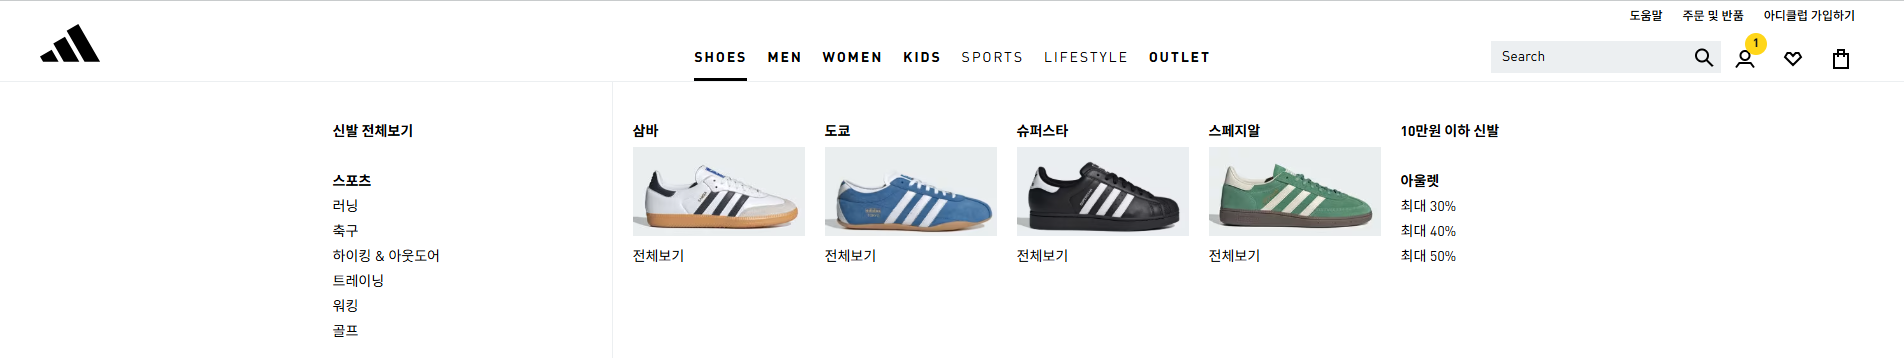 도움말 주문 및 반품 아디클럽 가입하기
SHOES MEN WOMEN KIDS SPORTS LIFESTYLE OUTLET
Search
1
신발 전체보기
스포츠
러닝
축구
하이킹 & 아웃도어
트레이닝
워킹
골프
삼바
전체보기
도쿄
전체보기
슈퍼스타
전체보기
스페지알
전체보기
10만원 이하 신발
아울렛
최대 30%
최대 40%
최대 50%